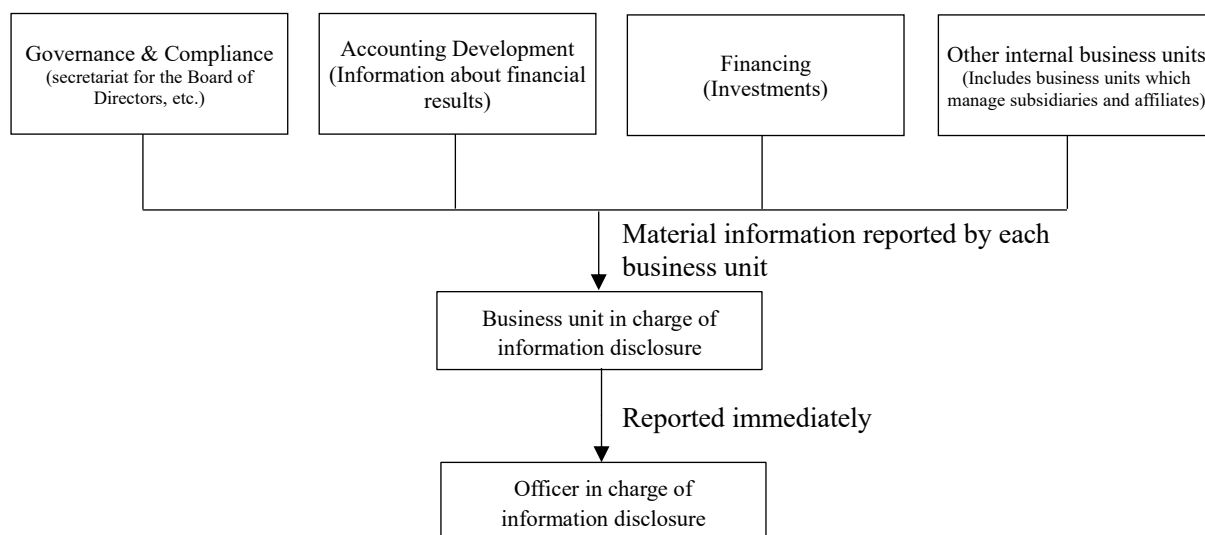 Governance & Compliance
(secretariat for the Board of
Directors, etc.)
Accounting Development
(Information about financial
results)
Financing
(Investments)
Other internal business units
(Includes business units which
manage subsidiaries and affiliates)
Material information reported by each
business unit
Business unit in charge of
information disclosure
Reported immediately
Officer in charge of
information disclosure